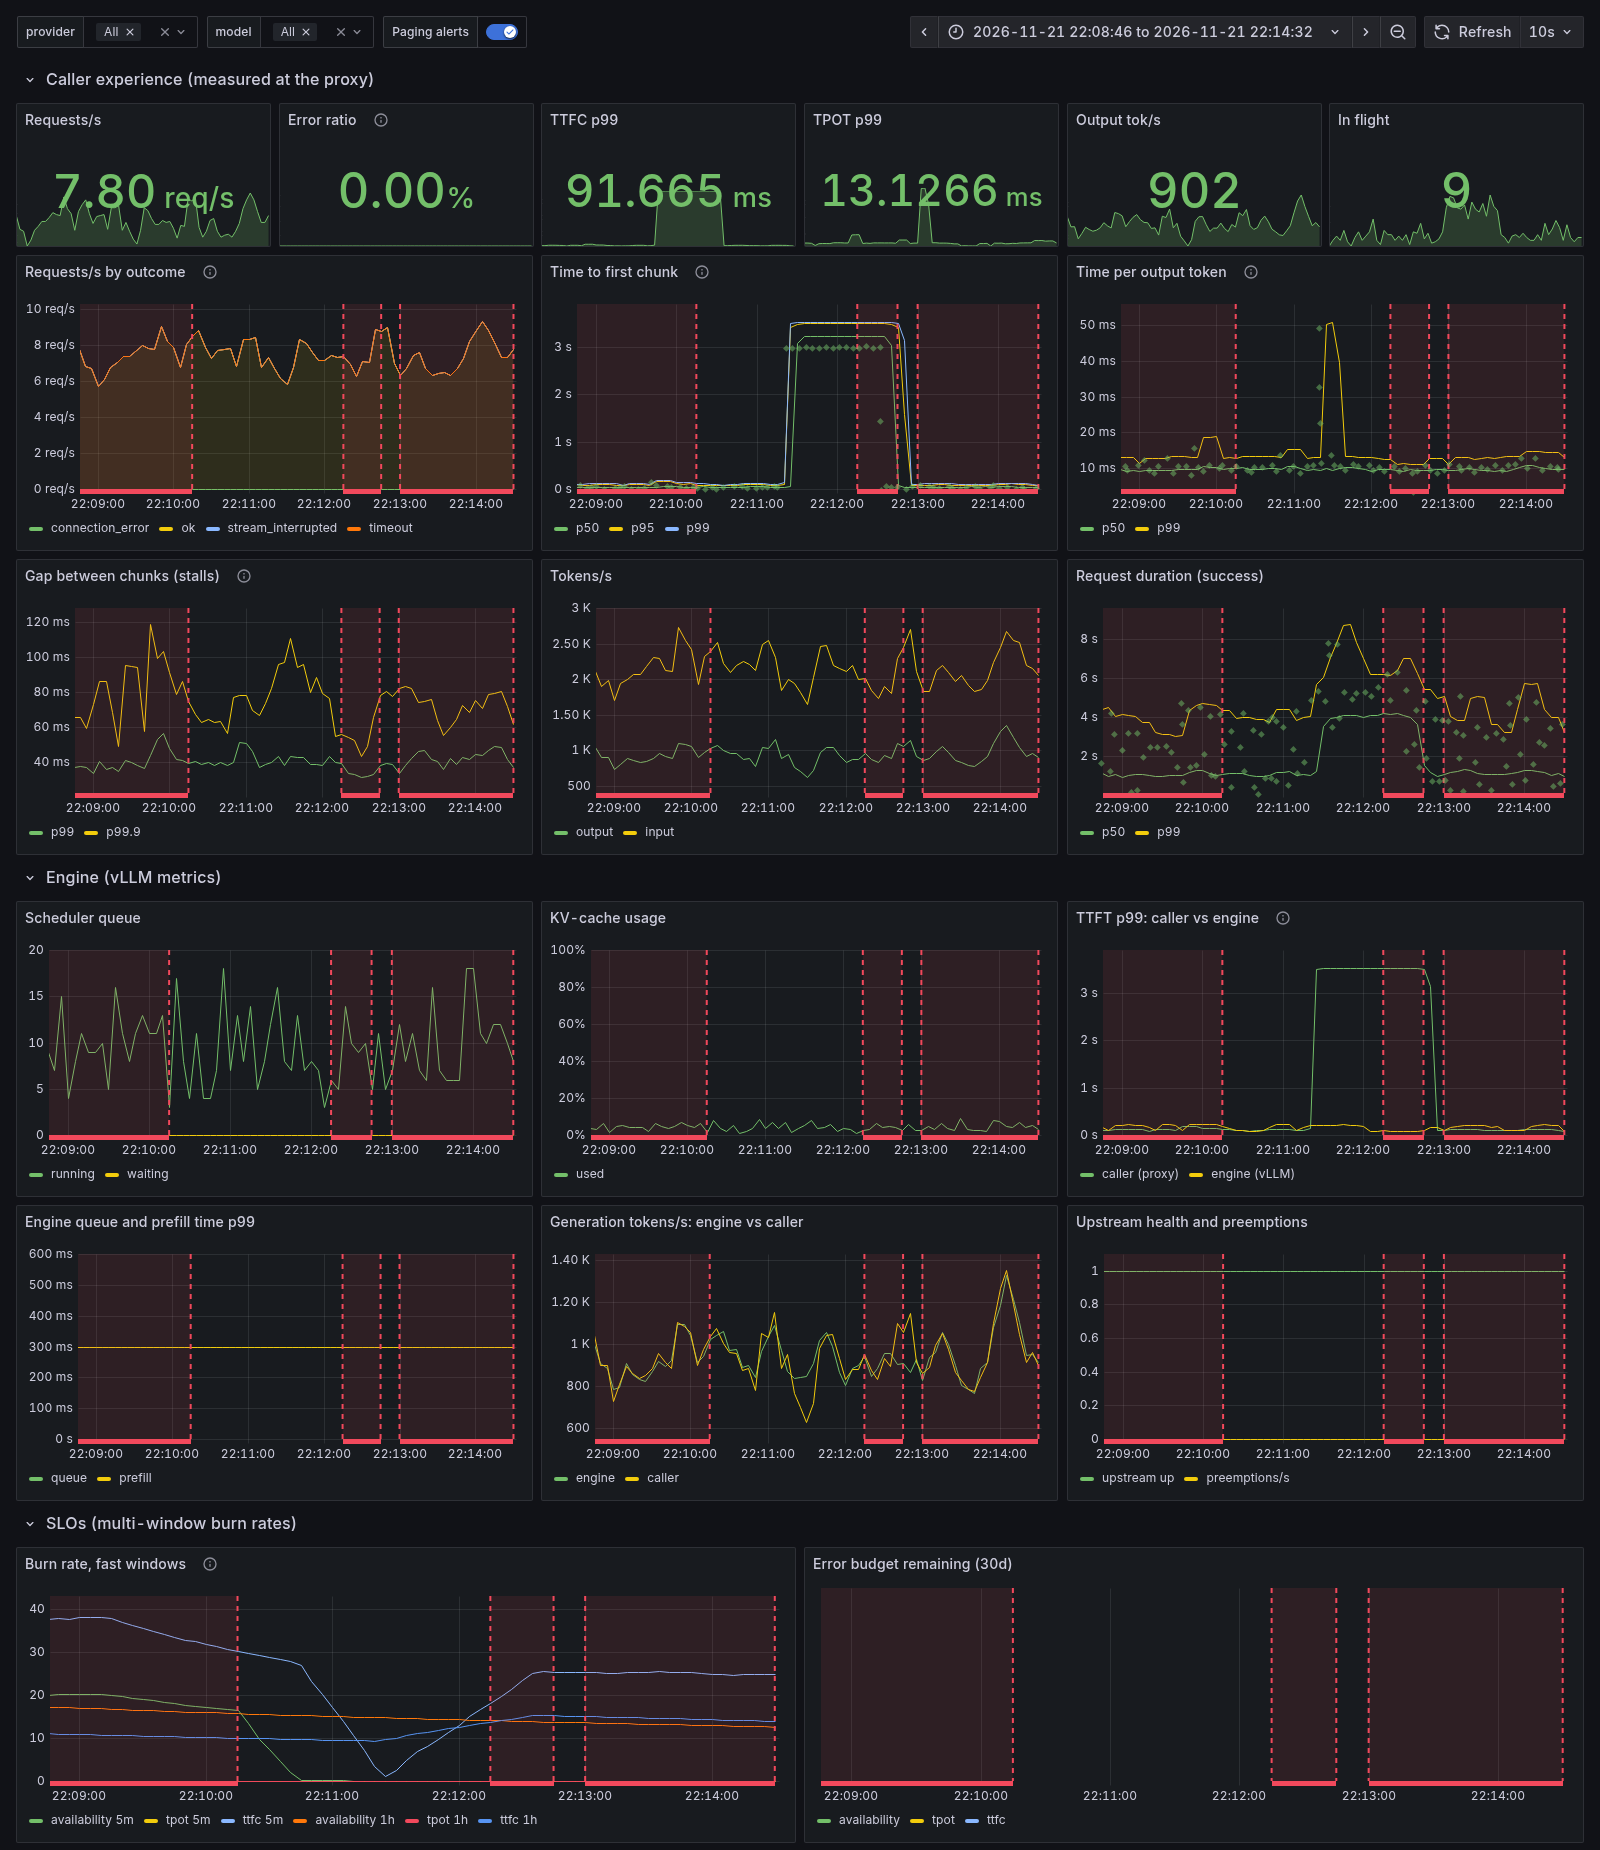 provider All model All Paging alerts 2026-11-21 22:08:46 to 2026-11-21 22:14:32 Refresh 10s
Caller experience (measured at the proxy)
Requests/s Error ratio TTFC p99 TPOT p99 Output tok/s In flight
7.80 req/s 0.00% 91.665 ms 13.1266 ms 902 9
Requests/s by outcome
10 req/s
8 req/s
6 req/s
4 req/s
2 req/s
0 req/s
22:09:00 22:10:00 22:11:00 22:12:00 22:13:00 22:14:00
connection_error ok stream_interrupted timeout
Time to first chunk
3 s
2 s
1 s
0 s
22:09:00 22:10:00 22:11:00 22:12:00 22:13:00 22:14:00
p50 p95 p99
Time per output token
50 ms
40 ms
30 ms
20 ms
10 ms
22:09:00 22:10:00 22:11:00 22:12:00 22:13:00 22:14:00
p50 p99
Gap between chunks (stalls)
120 ms
100 ms
80 ms
60 ms
40 ms
22:09:00 22:10:00 22:11:00 22:12:00 22:13:00 22:14:00
p99 p99.9
Tokens/s
3 K
2.50 K
2 K
1.50 K
1 K
500
22:09:00 22:10:00 22:11:00 22:12:00 22:13:00 22:14:00
output input
Request duration (success)
8 s
6 s
4 s
2 s
22:09:00 22:10:00 22:11:00 22:12:00 22:13:00 22:14:00
p50 p99
Engine (vLLM metrics)
Scheduler queue
20
15
10
5
0
22:09:00 22:10:00 22:11:00 22:12:00 22:13:00 22:14:00
running waiting
KV-cache usage
100%
80%
60%
40%
20%
0%
22:09:00 22:10:00 22:11:00 22:12:00 22:13:00 22:14:00
used
TTFT p99: caller vs engine
3 s
2 s
1 s
0 s
22:09:00 22:10:00 22:11:00 22:12:00 22:13:00 22:14:00
caller (proxy) engine (vLLM)
Engine queue and prefill time p99
600 ms
500 ms
400 ms
300 ms
200 ms
100 ms
0 s
22:09:00 22:10:00 22:11:00 22:12:00 22:13:00 22:14:00
queue prefill
Generation tokens/s: engine vs caller
1.40 K
1.20 K
1 K
800
600
22:09:00 22:10:00 22:11:00 22:12:00 22:13:00 22:14:00
engine caller
Upstream health and preemptions
1
0.8
0.6
0.4
0.2
0
22:09:00 22:10:00 22:11:00 22:12:00 22:13:00 22:14:00
upstream up preemptions/s
SLOs (multi-window burn rates)
Burn rate, fast windows
40
30
20
10
0
22:09:00 22:10:00 22:11:00 22:12:00 22:13:00 22:14:00
availability 5m tpot 5m ttfc 5m availability 1h tpot 1h ttfc 1h
Error budget remaining (30d)
22:09:00 22:10:00 22:11:00 22:12:00 22:13:00 22:14:00
availability tpot ttfc